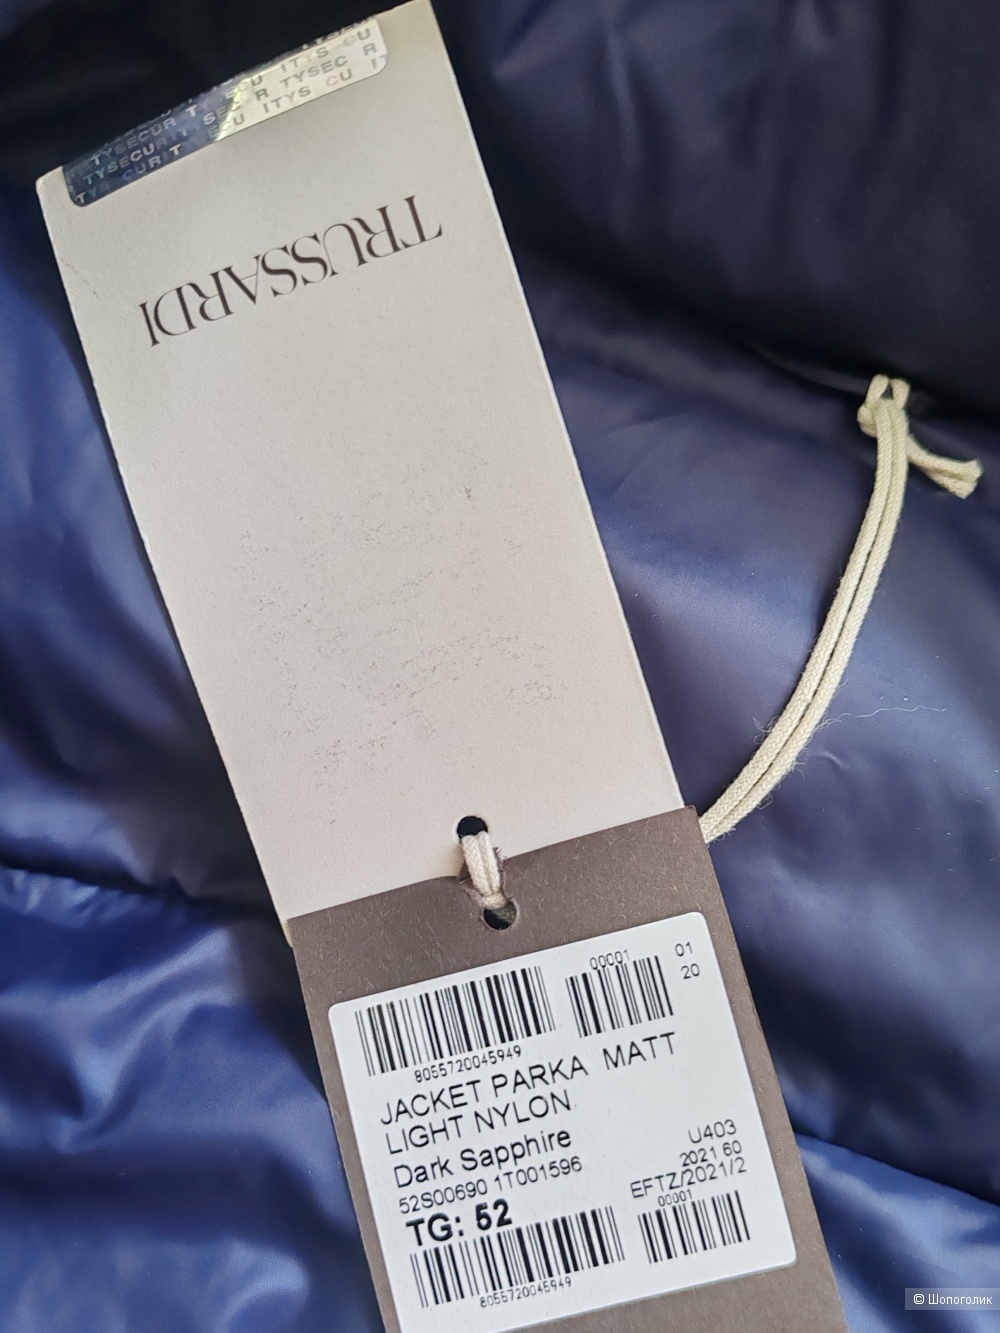 TRUSSARDI
00001
01
20
8055720045949
JACKET PARKA MATT
LIGHT NYLON
Dark Sapphire
U403
52S00690 1T001596
2021 60
TG: 52
EFTZ/2021/2
00001
8055720045949
© Шопоголик